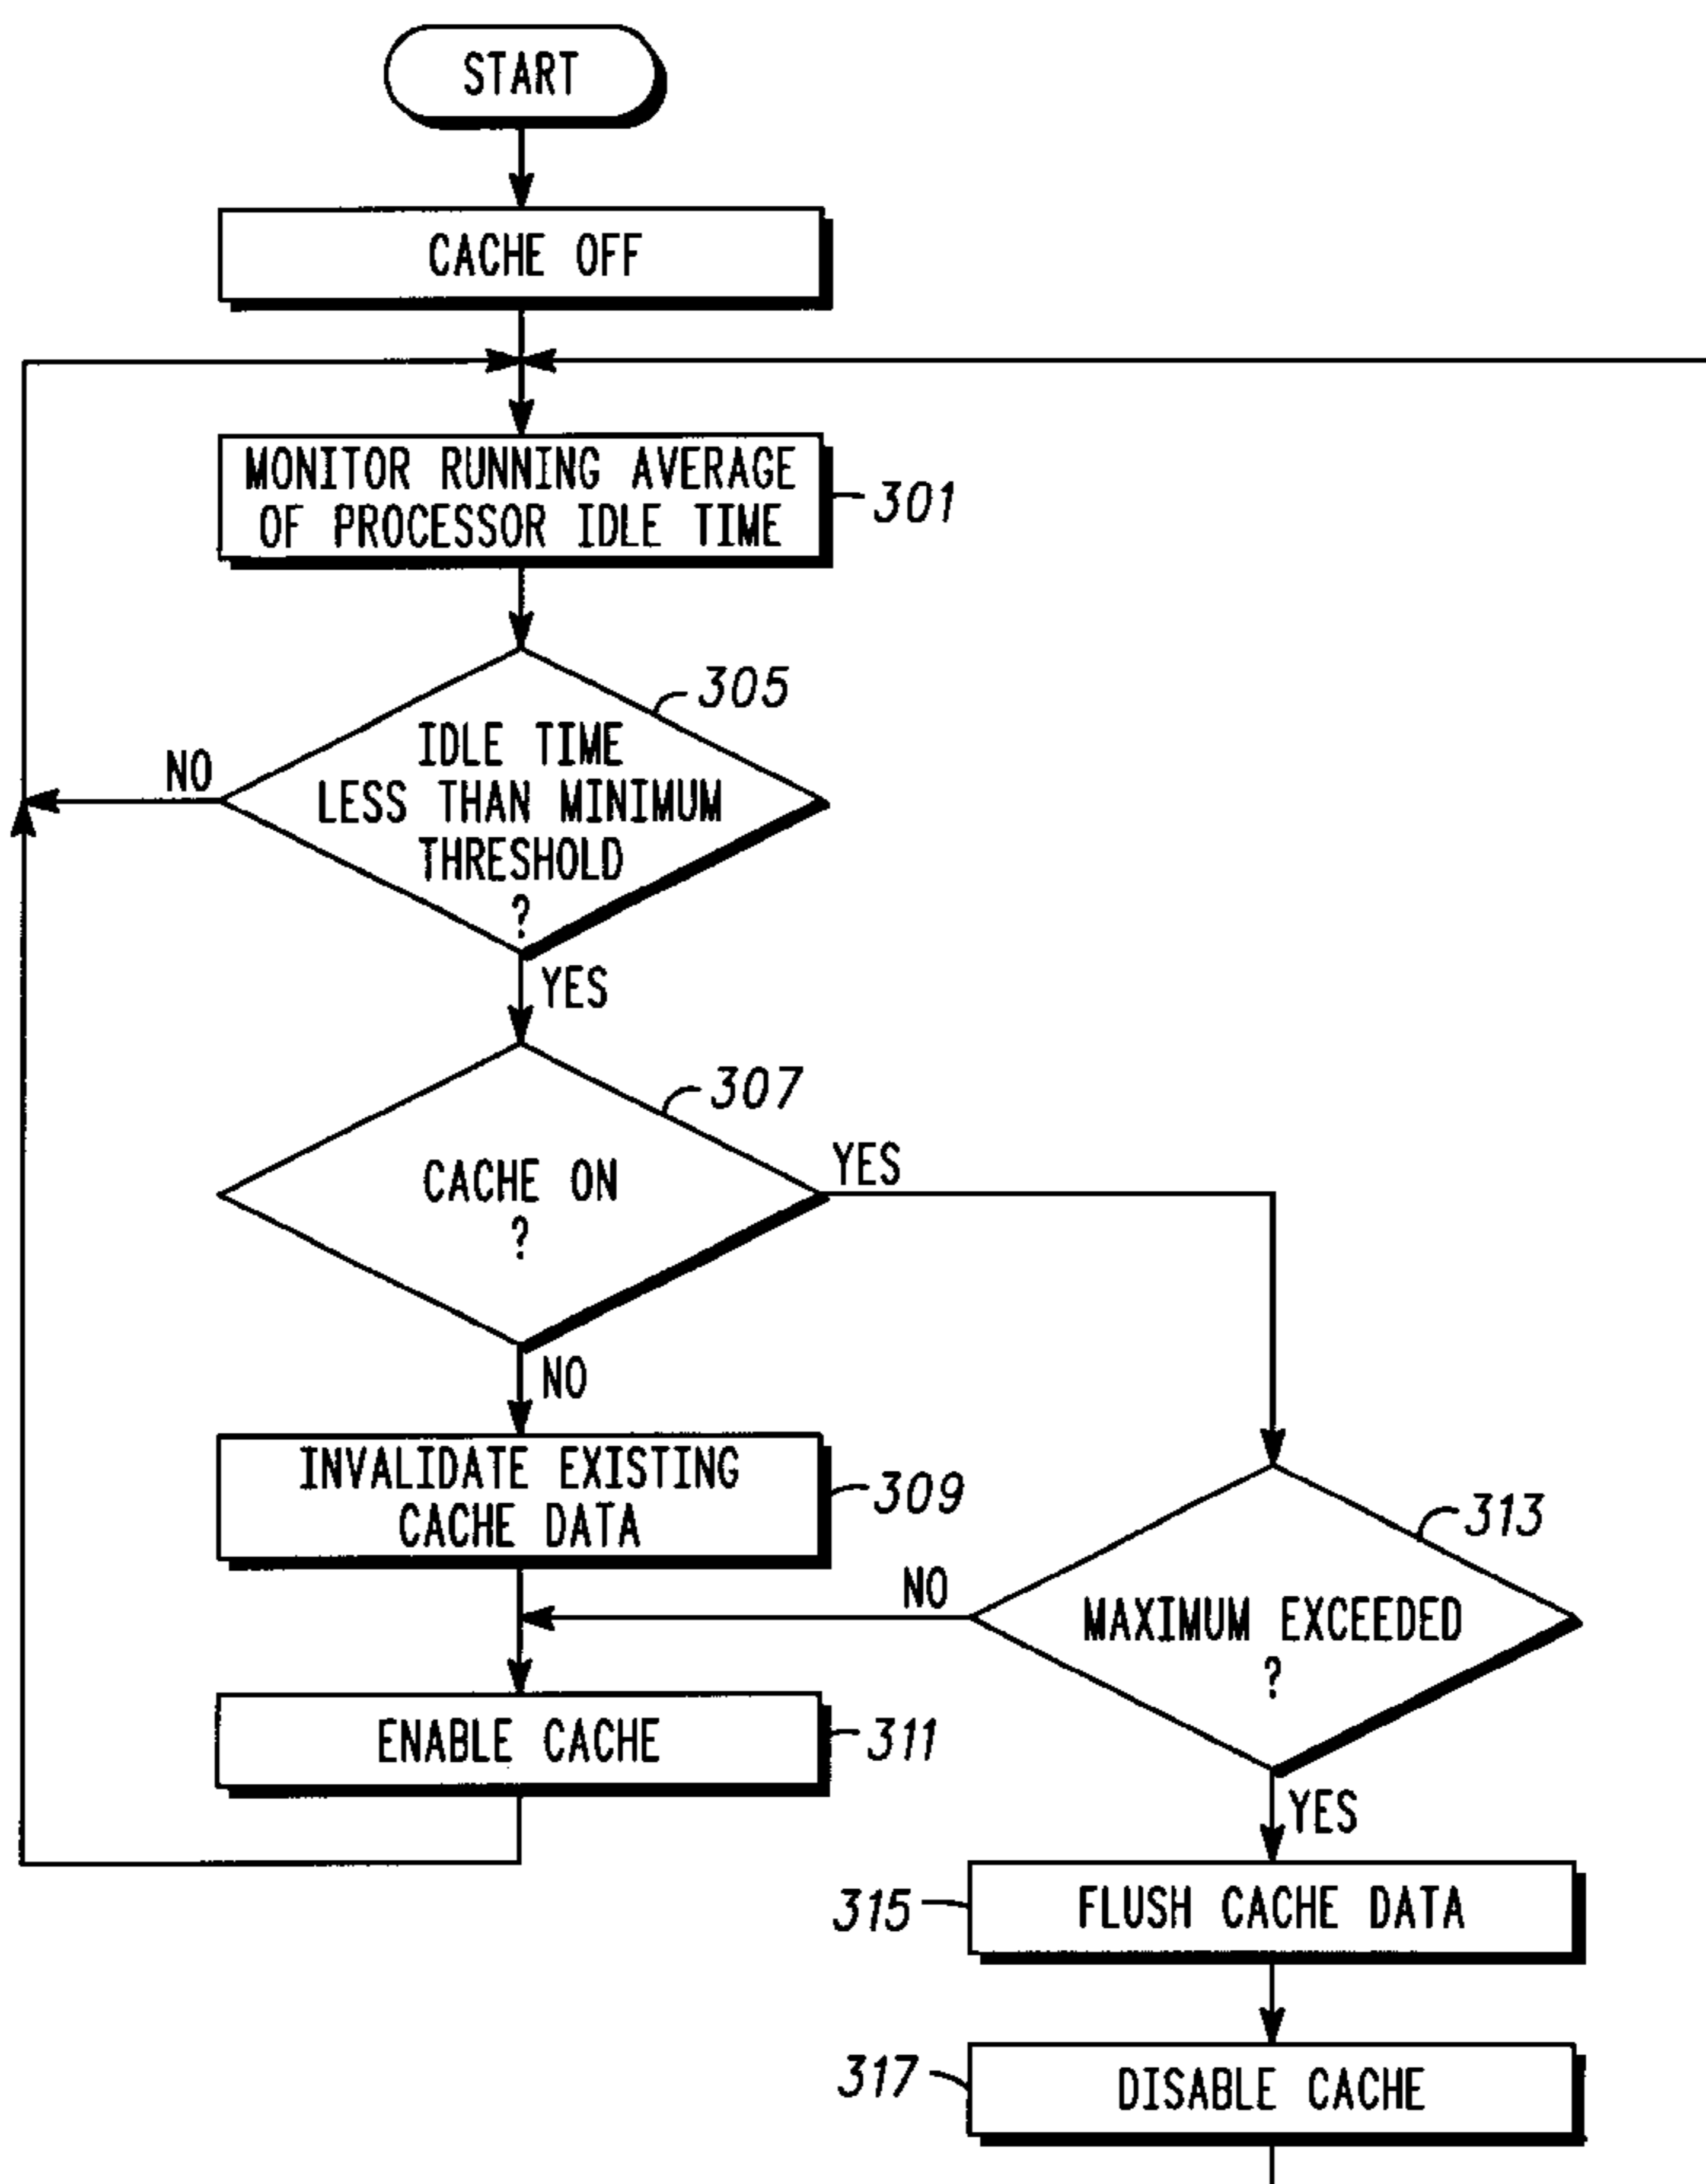 START
CACHE OFF
MONITOR RUNNING AVERAGE
OF PROCESSOR IDLE TIME
301
305
IDLE TIME
LESS THAN MINIMUM
THRESHOLD
?
NO
YES
307
CACHE ON
?
YES
NO
INVALIDATE EXISTING
CACHE DATA
309
313
MAXIMUM EXCEEDED
?
NO
ENABLE CACHE
311
YES
315
FLUSH CACHE DATA
317
DISABLE CACHE